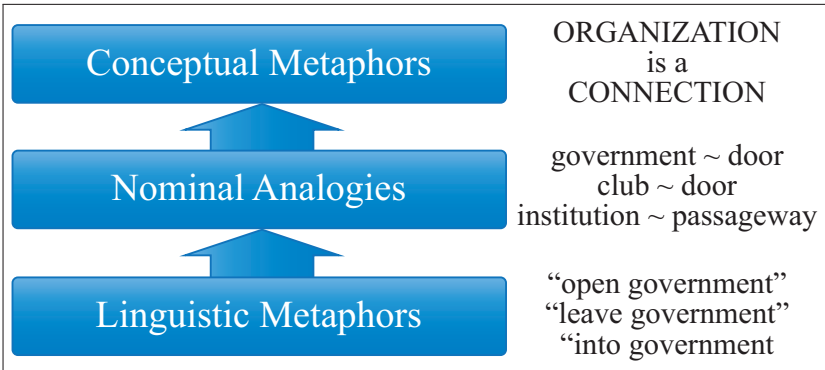 Conceptual Metaphors
ORGANIZATION
is a
CONNECTION
Nominal Analogies
government ~ door
club ~ door
institution ~ passageway
Linguistic Metaphors
“open government”
“leave government”
“into government